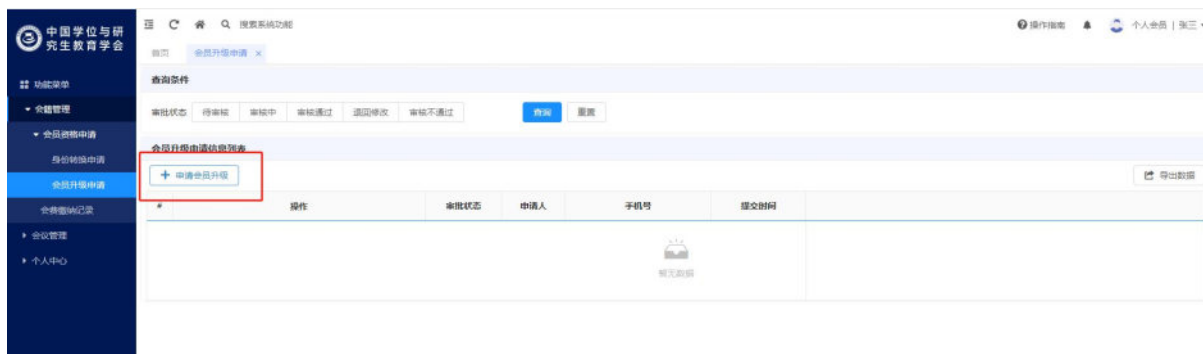 中国学位与研
究生教育学会
搜索系统功能
操作指南
个人会员 | 张三
首页
会员升级申请 ×
功能菜单
会籍管理
会员资格申请
身份转换申请
会员升级申请
会费缴纳记录
会议管理
个人中心
查询条件
审批状态 待审核 审核中 审核通过 退回修改 审核不通过 查询 重置
会员升级申请信息列表
+ 申请会员升级
导出数据
# 操作 审批状态 申请人 手机号 提交时间
暂无数据